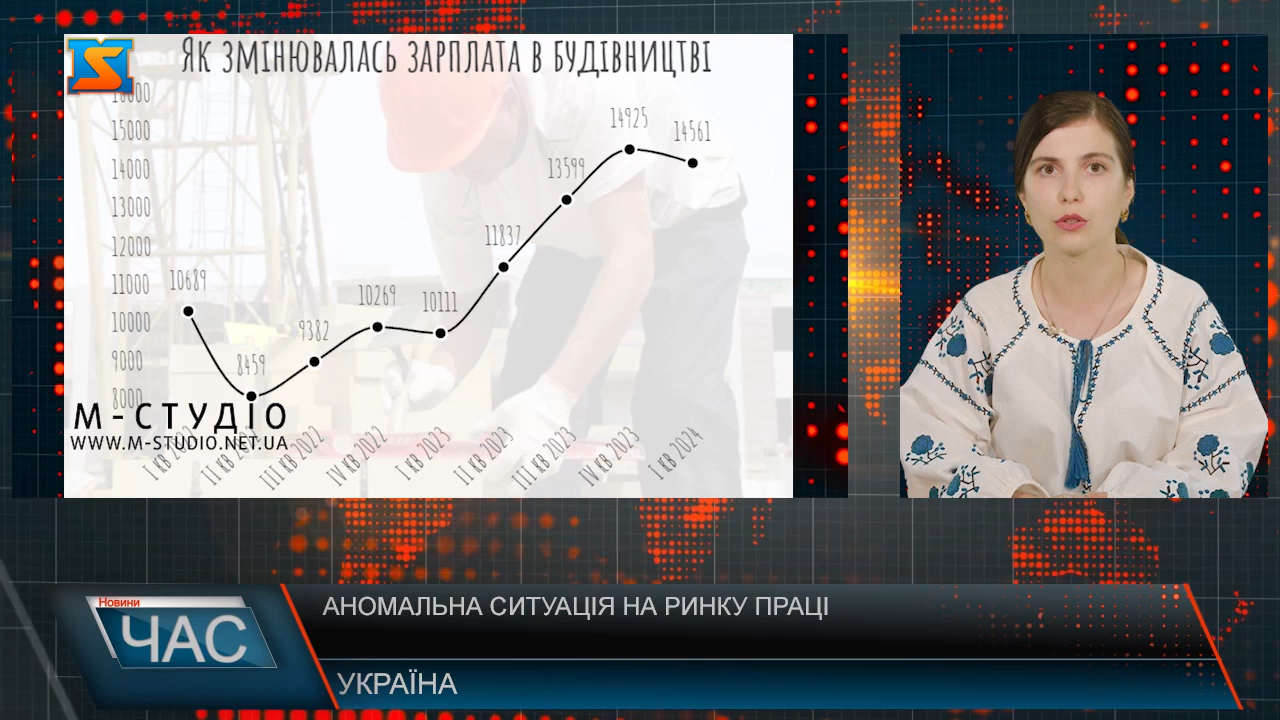 Як змінювалась зарплата в будівництві
15000
14000
13000
12000
11000
10000
9000
8000
10689
8459
9382
10269
10111
11837
13599
14925
14561
М-СТУДІО
WWW.M-STUDIO.NET.UA
III кв 2022
IV кв 2022
I кв 2023
II кв 2023
III кв 2023
IV кв 2023
I кв 2024
Новини
ЧАС
АНОМАЛЬНА СИТУАЦІЯ НА РИНКУ ПРАЦІ
УКРАЇНА